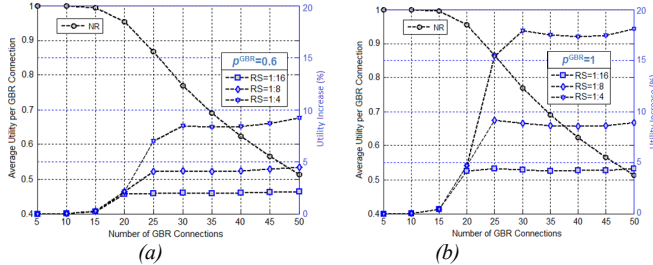 1
0.9
0.8
0.7
0.6
0.5
0.4
Average Utility per GBR Connection
NR
p^GBR=0.6
RS=1:16
RS=1:8
RS=1:4
20
15
10
5
0
Utility Increase (%)
5 10 15 20 25 30 35 40 45 50
Number of GBR Connections
(a)
1
0.9
0.8
0.7
0.6
0.5
0.4
Average Utility per GBR Connection
NR
p^GBR=1
RS=1:16
RS=1:8
RS=1:4
20
15
10
5
0
Utility Increase (%)
5 10 15 20 25 30 35 40 45 50
Number of GBR Connections
(b)